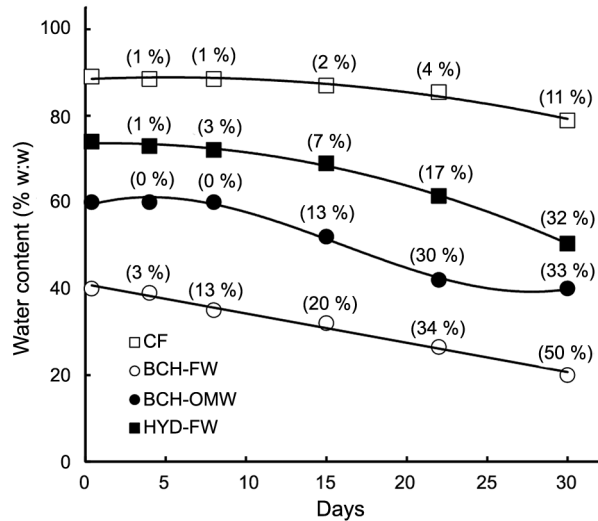 100
80
60
40
20
0
Water content (% w:w)
(1 %) (1 %) (2 %) (4 %) (11 %)
(1 %) (3 %) (7 %) (17 %) (32 %)
(0 %) (0 %) (13 %) (30 %) (33 %)
(3 %) (13 %) (20 %) (34 %) (50 %)
CF
BCH-FW
BCH-OMW
HYD-FW
0 5 10 15 20 25 30
Days